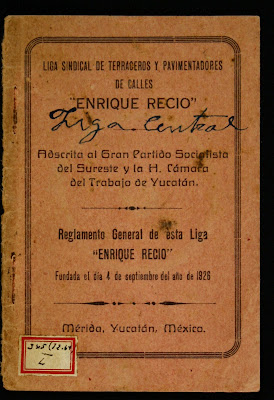 LIGA SINDICAL DE TERRACEROS Y PAVIMENTADORES
DE CALLES
"ENRIQUE RECIO"
Liga Central
Adscrita al Gran Partido Socialista
del Sureste y la H. Cámara
del Trabajo de Yucatán.
Reglamento General de esta Liga
"ENRIQUE RECIO"
Fundada el día 4 de septiembre del año de 1926
Mérida, Yucatán, México.